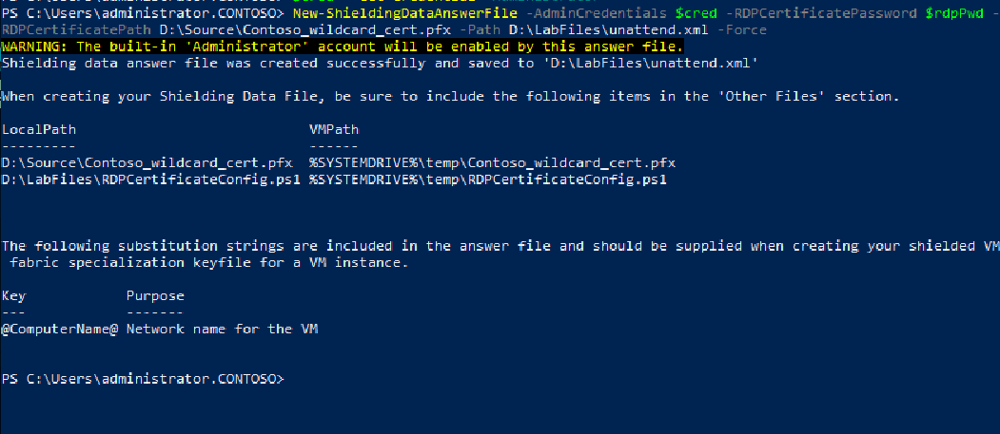 PS C:\Users\administrator.CONTOSO> New-ShieldingDataAnswerFile -AdminCredentials $cred -RDPCertificatePassword $rdpPwd -
RDPCertificatePath D:\Source\Contoso_wildcard_cert.pfx -Path D:\LabFiles\unattend.xml -Force
WARNING: The built-in 'Administrator' account will be enabled by this answer file.
Shielding data answer file was created successfully and saved to 'D:\LabFiles\unattend.xml'
When creating your Shielding Data File, be sure to include the following items in the 'Other Files' section.
LocalPath VMPath
--------- ------
D:\Source\Contoso_wildcard_cert.pfx %SYSTEMDRIVE%\temp\Contoso_wildcard_cert.pfx
D:\LabFiles\RDPCertificateConfig.ps1 %SYSTEMDRIVE%\temp\RDPCertificateConfig.ps1
The following substitution strings are included in the answer file and should be supplied when creating your shielded VM
fabric specialization keyfile for a VM instance.
Key Purpose
--- -------
@ComputerName@ Network name for the VM
PS C:\Users\administrator.CONTOSO>